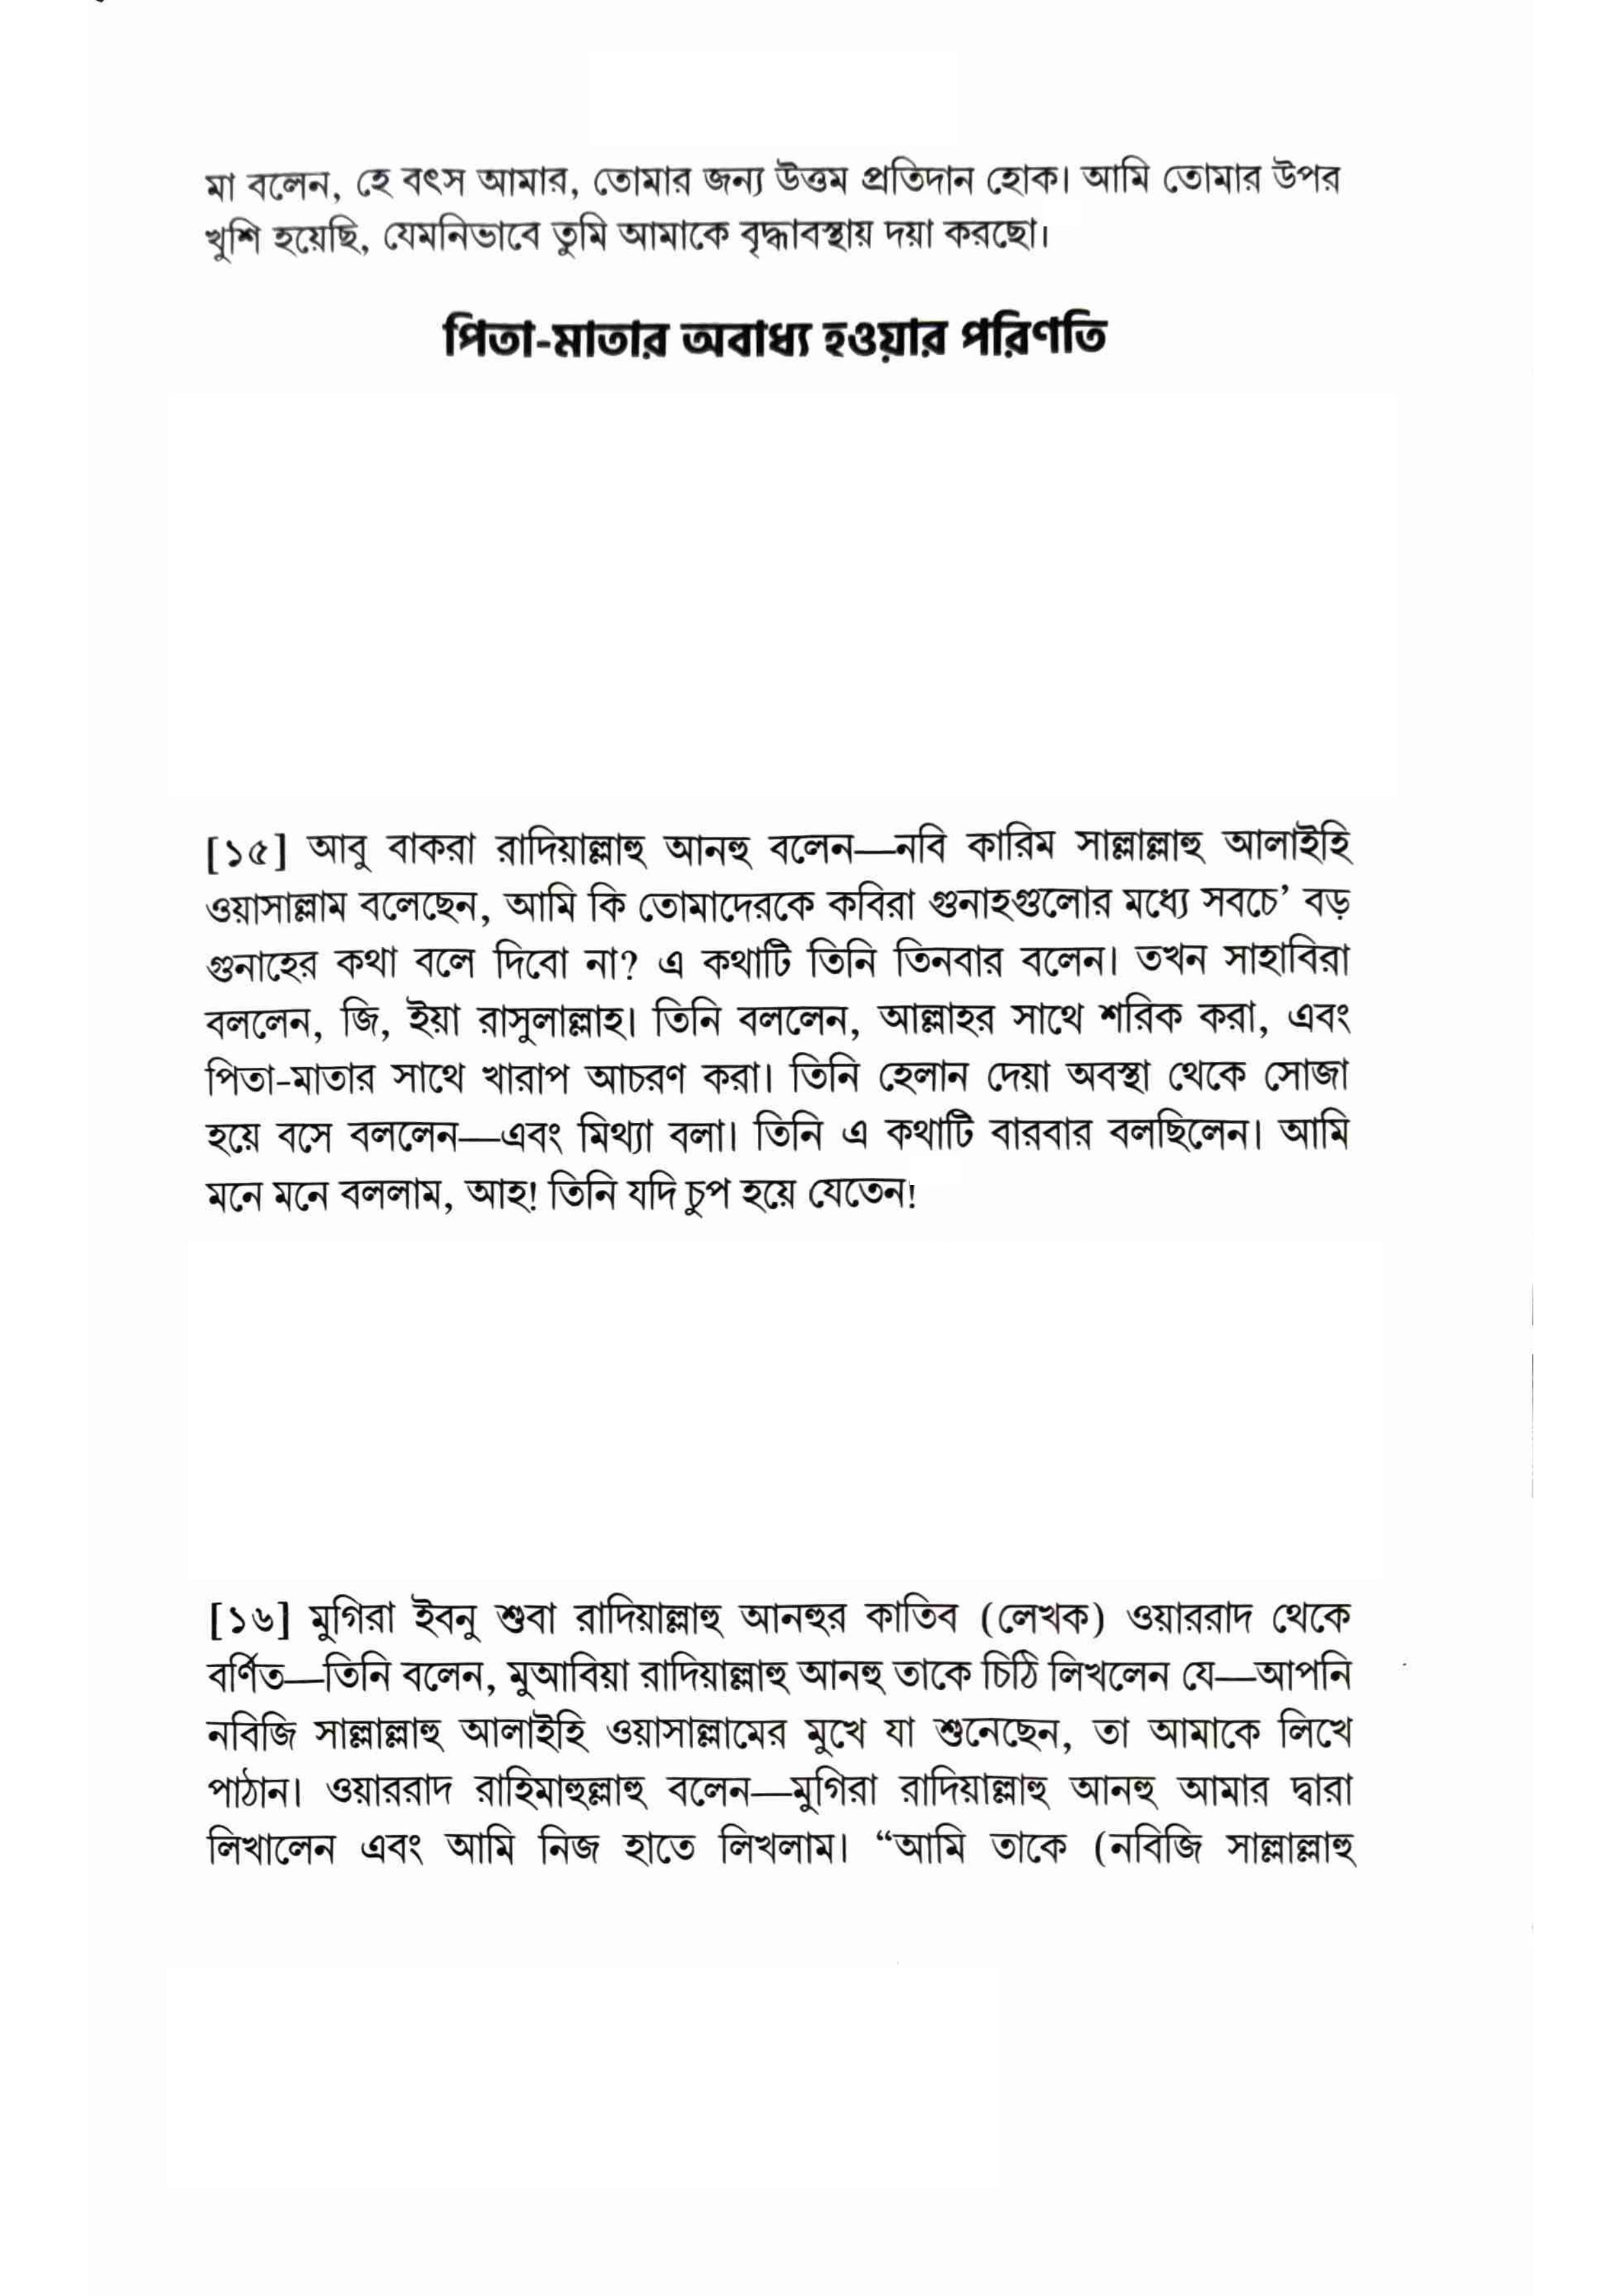 মা বলেন, হে বৎস আমার, তোমার জন্য উত্তম প্রতিদান হোক। আমি তোমার উপর
খুশি হয়েছি, যেমনিভাবে তুমি আমাকে বৃদ্ধাবস্থায় দয়া করছো।
পিতা-মাতার অবাধ্য হওয়ার পরিণতি
[১৫] আবু বাকরা রাদিয়াল্লাহু আনহু বলেন—নবি কারিম সাল্লাল্লাহু আলাইহি
ওয়াসাল্লাম বলেছেন, আমি কি তোমাদেরকে কবিরা গুনাহগুলোর মধ্যে সবচে’ বড়
গুনাহের কথা বলে দিবো না? এ কথাটি তিনি তিনবার বলেন। তখন সাহাবিরা
বললেন, জি, ইয়া রাসুলাল্লাহ। তিনি বললেন, আল্লাহর সাথে শরিক করা, এবং
পিতা-মাতার সাথে খারাপ আচরণ করা। তিনি হেলান দেয়া অবস্থা থেকে সোজা
হয়ে বসে বললেন—এবং মিথ্যা বলা। তিনি এ কথাটি বারবার বলছিলেন। আমি
মনে মনে বললাম, আহ! তিনি যদি চুপ হয়ে যেতেন!
[১৬] মুগিরা ইবনু শুবা রাদিয়াল্লাহু আনহুর কাতিব (লেখক) ওয়াররাদ থেকে
বর্ণিত—তিনি বলেন, মুআবিয়া রাদিয়াল্লাহু আনহু তাকে চিঠি লিখলেন যে—আপনি
নবিজি সাল্লাল্লাহু আলাইহি ওয়াসাল্লামের মুখে যা শুনেছেন, তা আমাকে লিখে
পাঠান। ওয়াররাদ রাহিমাহুল্লাহু বলেন—মুগিরা রাদিয়াল্লাহু আনহু আমার দ্বারা
লিখালেন এবং আমি নিজ হাতে লিখলাম। “আমি তাকে (নবিজি সাল্লাল্লাহু